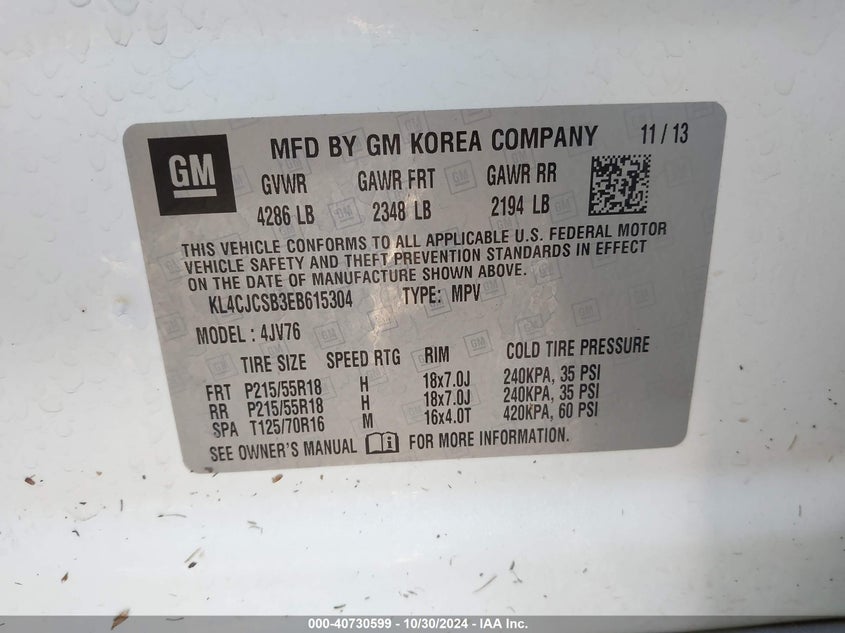 GM
MFD BY GM KOREA COMPANY 11 / 13
GVWR GAWR FRT GAWR RR
4286 LB 2348 LB 2194 LB
THIS VEHICLE CONFORMS TO ALL APPLICABLE U.S. FEDERAL MOTOR
VEHICLE SAFETY AND THEFT PREVENTION STANDARDS IN EFFECT
ON THE DATE OF MANUFACTURE SHOWN ABOVE.
KL4CJCSB3EB615304 TYPE: MPV
MODEL : 4JV76
TIRE SIZE SPEED RTG RIM COLD TIRE PRESSURE
FRT P215/55R18 H 18x7.0J 240KPA, 35 PSI
RR P215/55R18 H 18x7.0J 240KPA, 35 PSI
SPA T125/70R16 M 16x4.0T 420KPA, 60 PSI
SEE OWNER'S MANUAL FOR MORE INFORMATION.
000-40730599 - 10/30/2024 - IAA Inc.